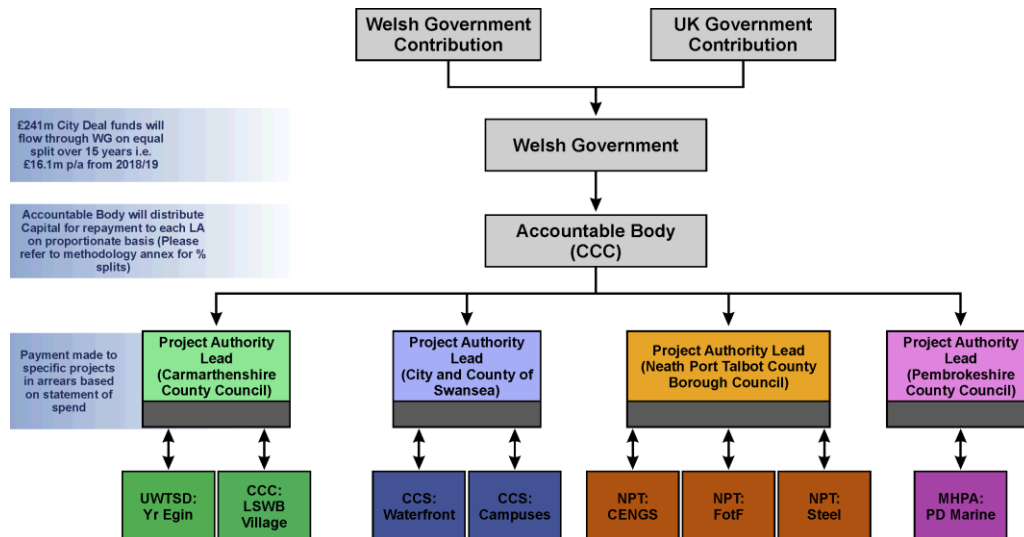 Welsh Government
Contribution
UK Government
Contribution
£241m City Deal funds will
flow through WG on equal
split over 15 years i.e.
£16.1m p/a from 2018/19
Welsh Government
Accountable Body will distribute
Capital for repayment to each LA
on proportionate basis (Please
refer to methodology annex for %
splits)
Accountable Body
(CCC)
Payment made to
specific projects
in arrears based
on statement of
spend
Project Authority
Lead
(Carmarthenshire
County Council)
Project Authority
Lead
(City and County of
Swansea)
Project Authority Lead
(Neath Port Talbot County
Borough Council)
Project Authority
Lead
(Pembrokeshire
County Council)
UWTSD:
Yr Egin
CCC:
LSWB
Village
CCS:
Waterfront
CCS:
Campuses
NPT:
CENGS
NPT:
FotF
NPT:
Steel
MHPA:
PD Marine